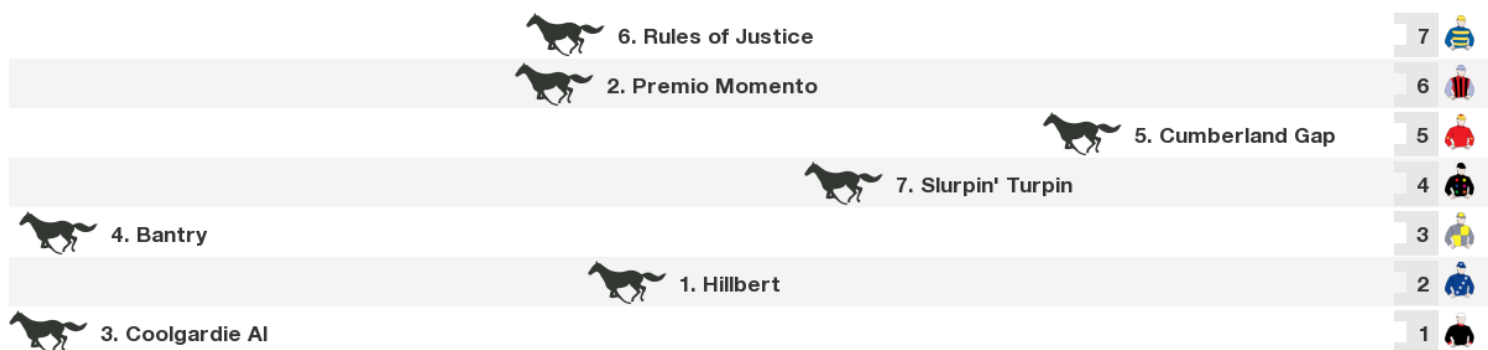 6. Rules of Justice 7
2. Premio Momento 6
5. Cumberland Gap 5
7. Slurpin' Turpin 4
4. Bantry 3
1. Hillbert 2
3. Coolgardie Al 1